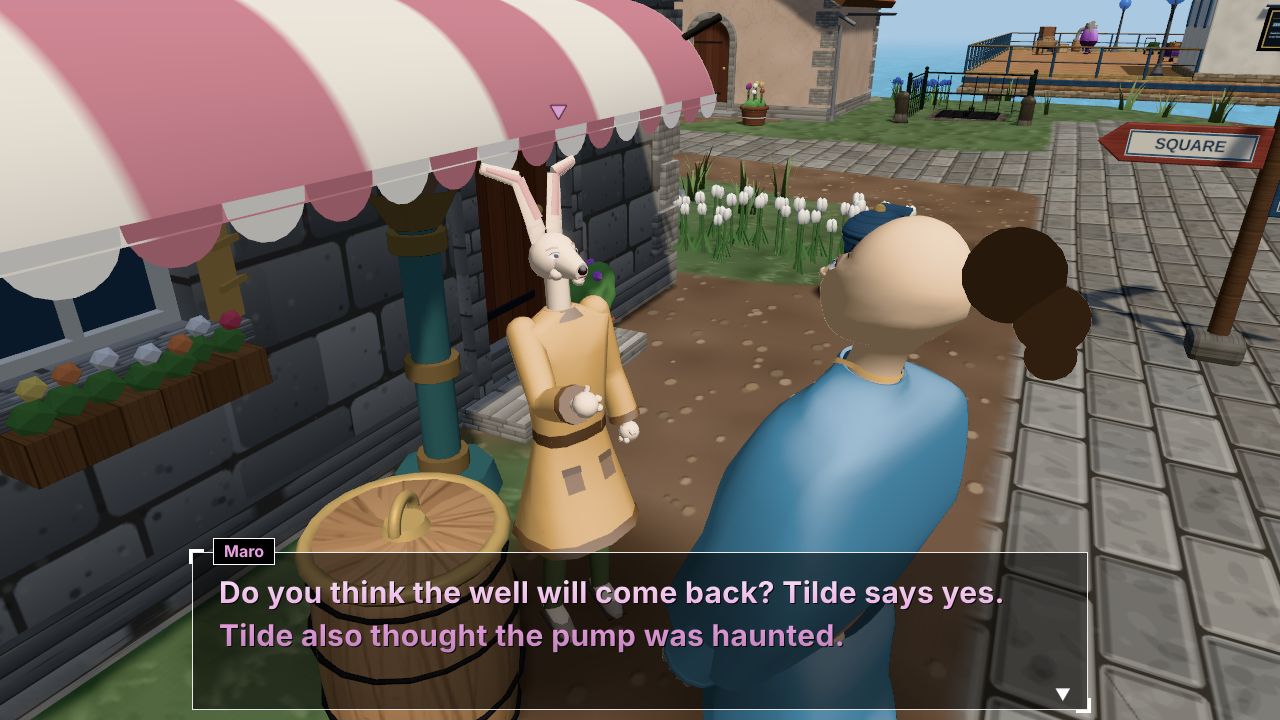 SQUARE
Maro
Do you think the well will come back? Tilde says yes.
Tilde also thought the pump was haunted.